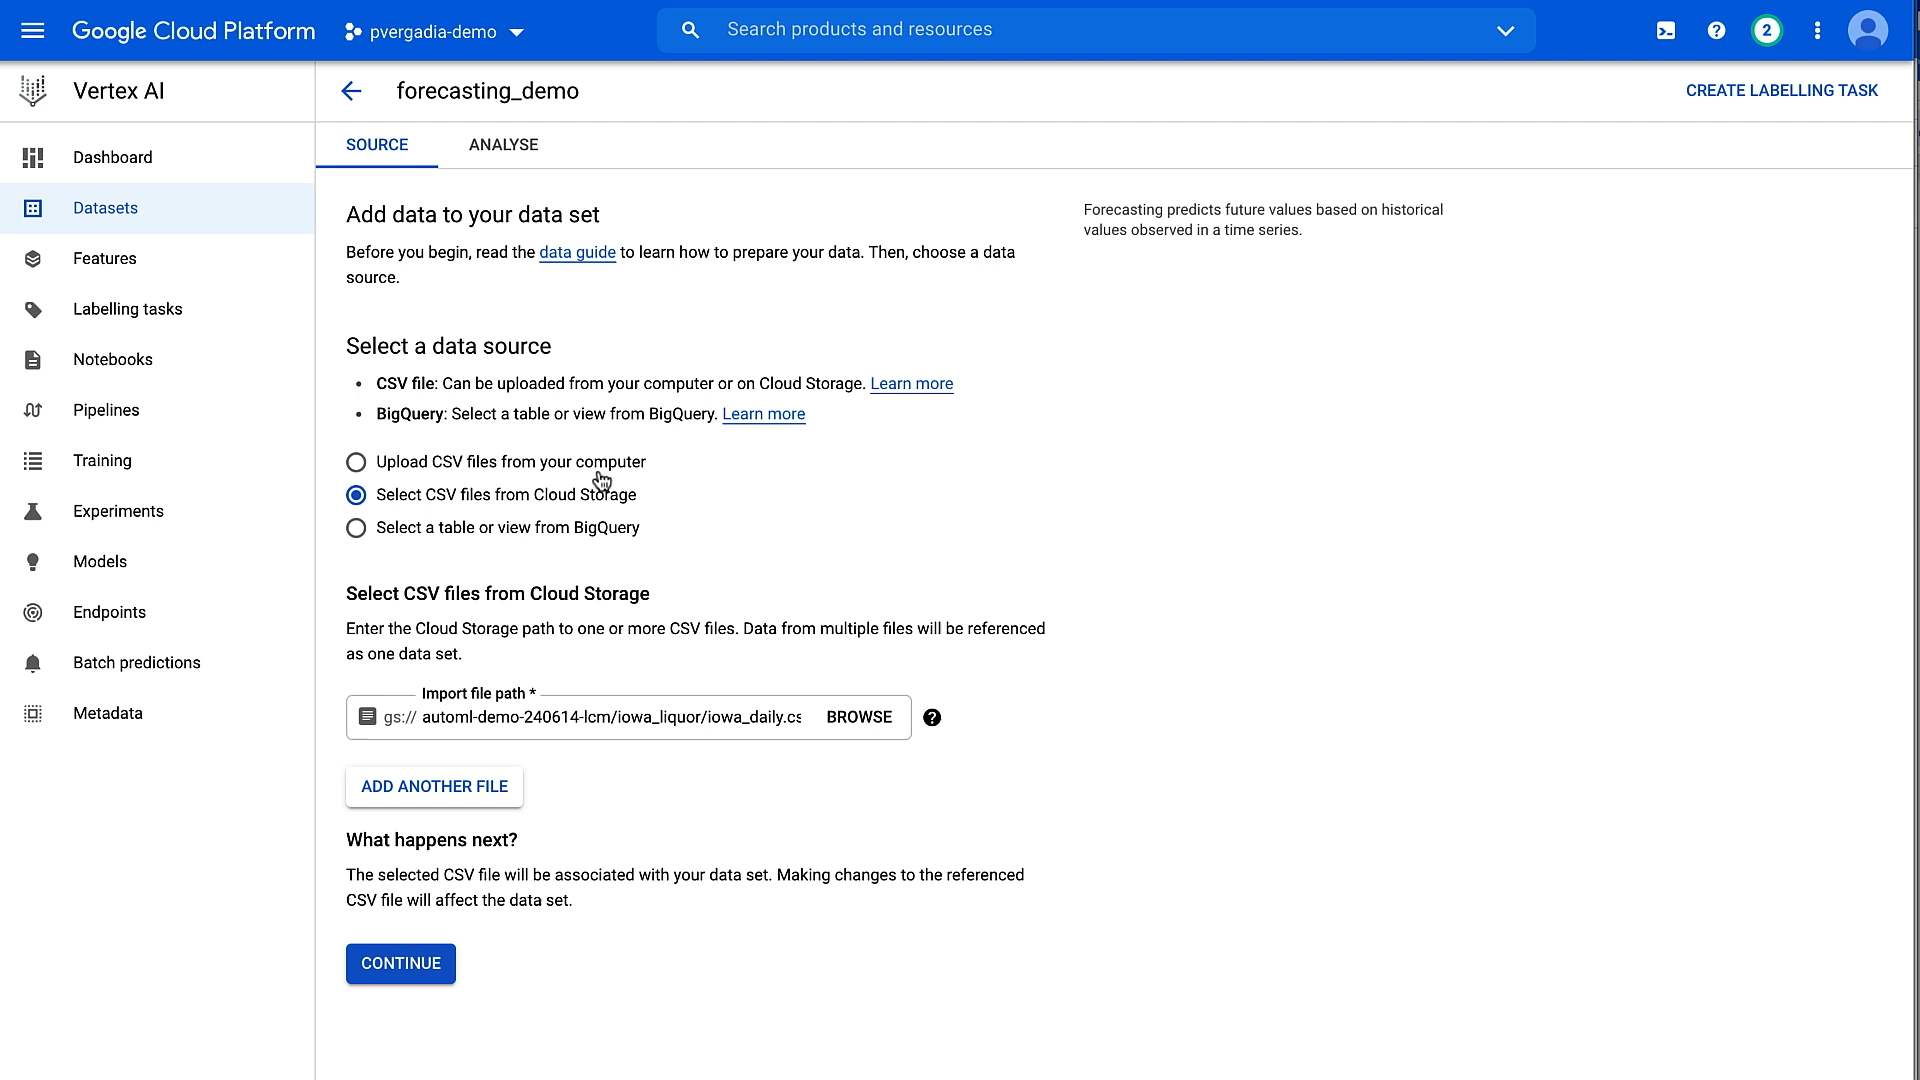 Google Cloud Platform
pvergadia-demo
Search products and resources
2
Vertex AI
forecasting_demo
CREATE LABELLING TASK
SOURCE
ANALYSE
Dashboard
Datasets
Features
Labelling tasks
Notebooks
Pipelines
Training
Experiments
Models
Endpoints
Batch predictions
Metadata
Add data to your data set
Before you begin, read the data guide to learn how to prepare your data. Then, choose a data
source.
Forecasting predicts future values based on historical
values observed in a time series.
Select a data source
• CSV file: Can be uploaded from your computer or on Cloud Storage. Learn more
• BigQuery: Select a table or view from BigQuery. Learn more
Upload CSV files from your computer
Select CSV files from Cloud Storage
Select a table or view from BigQuery
Select CSV files from Cloud Storage
Enter the Cloud Storage path to one or more CSV files. Data from multiple files will be referenced
as one data set.
Import file path *
gs:// automl-demo-240614-lcm/iowa_liquor/iowa_daily.cs
BROWSE
ADD ANOTHER FILE
What happens next?
The selected CSV file will be associated with your data set. Making changes to the referenced
CSV file will affect the data set.
CONTINUE